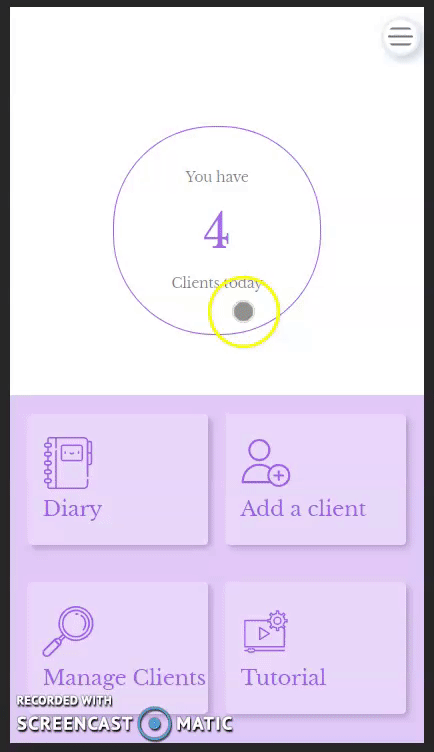 You have
4
Clients today
Diary
Add a client
Manage Clients
Tutorial
RECORDED WITH
SCREENCAST MATIC